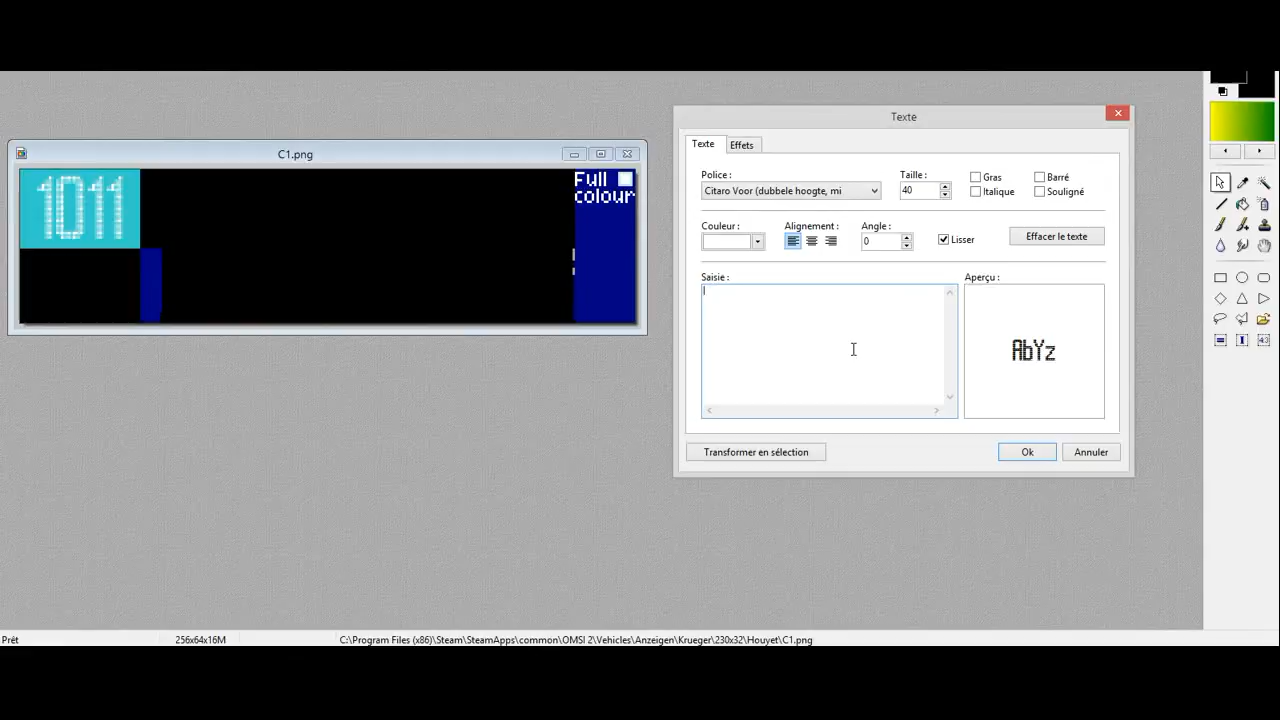 C1.png
1011
Full
colour
Texte
Texte
Effets
Police :
Taille :
Citaro Voor (dubbele hoogte, mi
40
Gras
Barré
Italique
Souligné
Couleur :
Alignement :
Angle :
0
Lisser
Effacer le texte
Saisie :
Aperçu :
AbYz
Transformer en sélection
Ok
Annuler
4:3
Prêt
256x64x16M
C:\Program Files (x86)\Steam\SteamApps\common\OMSI 2\Vehicles\Anzeigen\Krueger\230x32\Houyet\C1.png